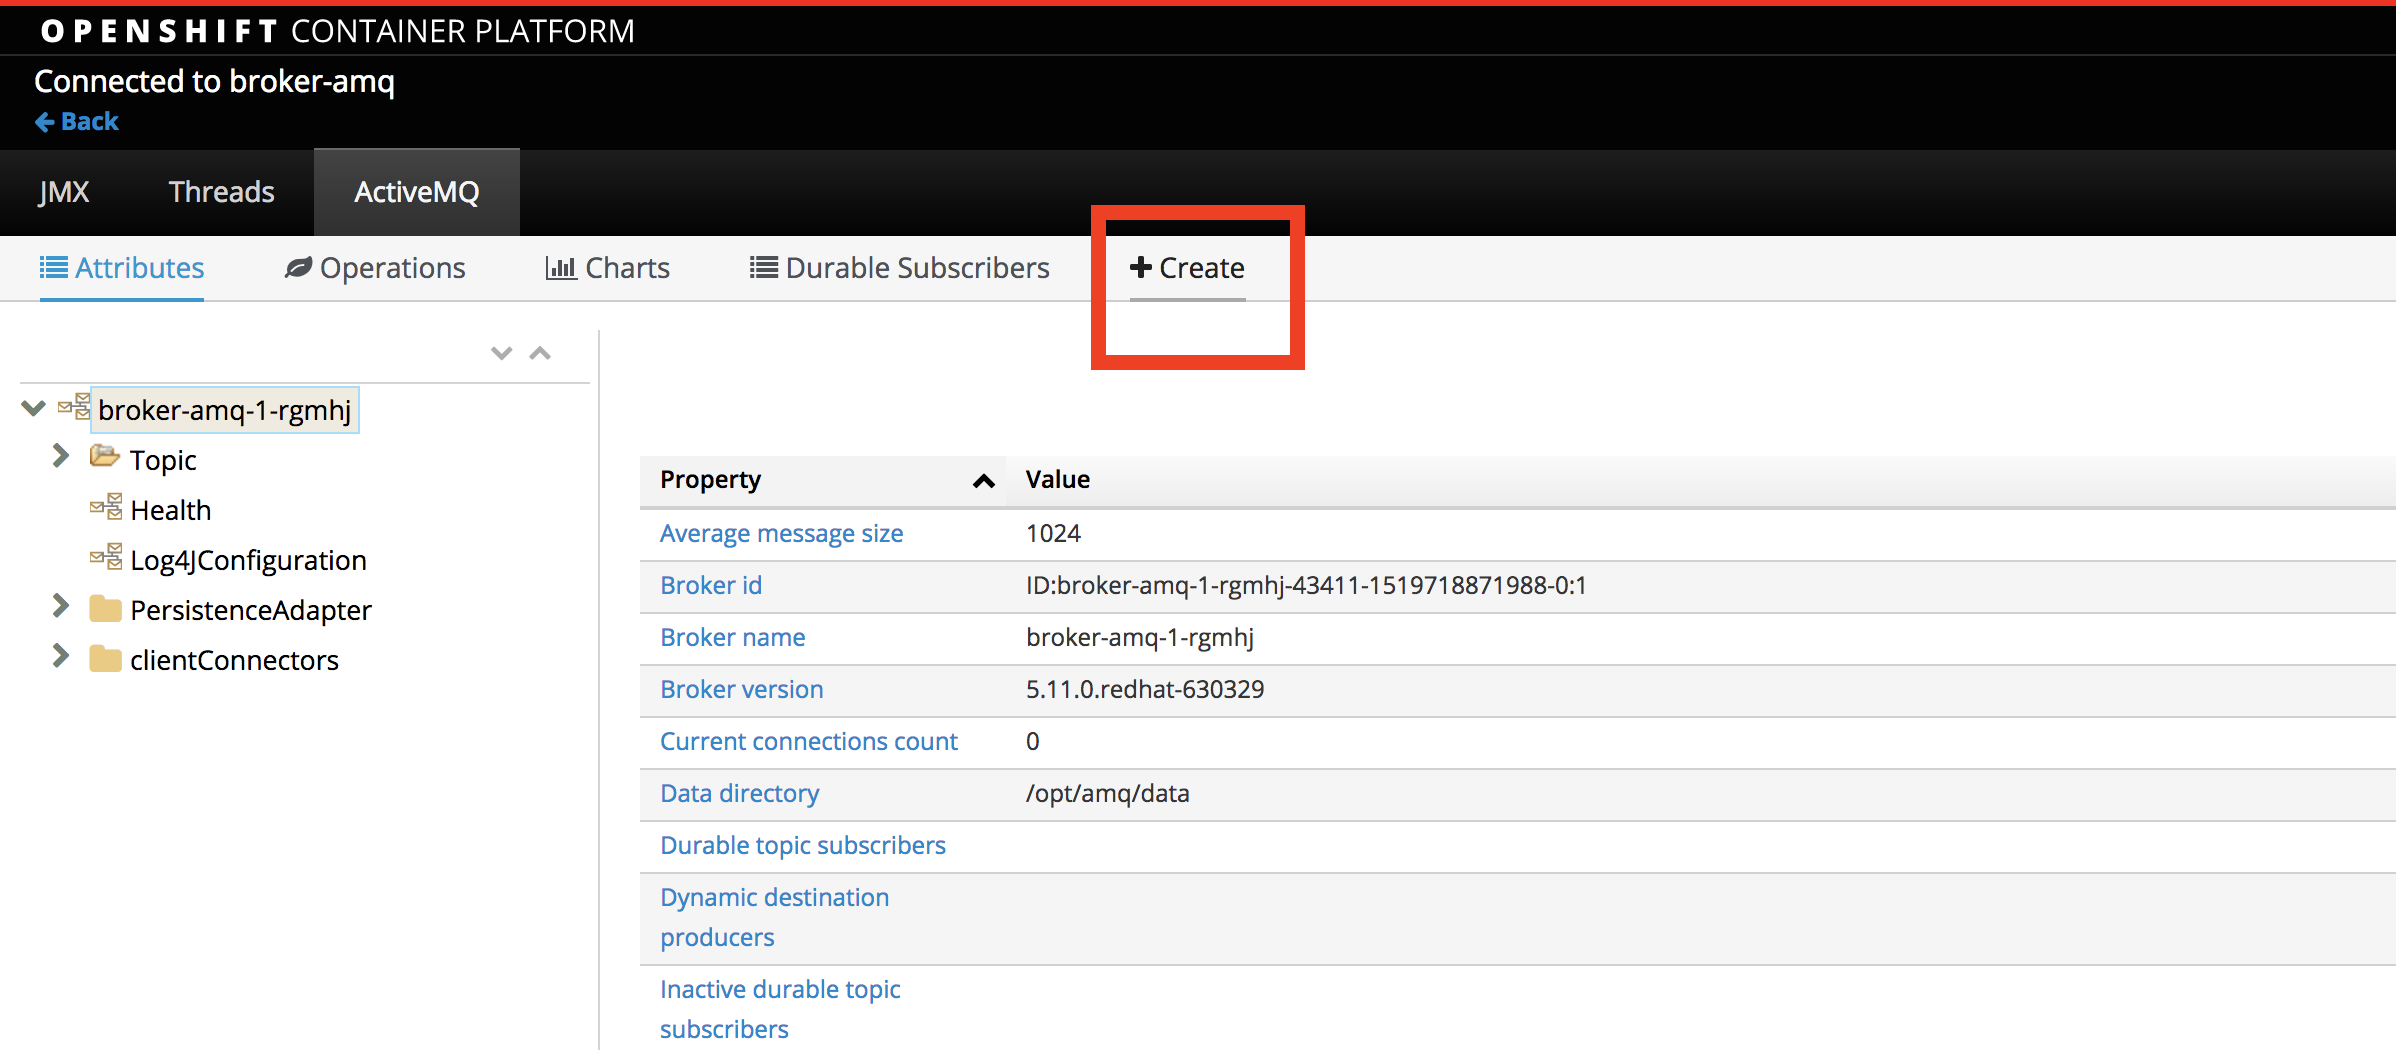 OPENSHIFT CONTAINER PLATFORM
Connected to broker-amq
Back
JMX Threads ActiveMQ
Attributes Operations Charts Durable Subscribers Create
broker-amq-1-rgmhj
Topic
Health
Log4JConfiguration
PersistenceAdapter
clientConnectors
Property Value
Average message size 1024
Broker id ID:broker-amq-1-rgmhj-43411-1519718871988-0:1
Broker name broker-amq-1-rgmhj
Broker version 5.11.0.redhat-630329
Current connections count 0
Data directory /opt/amq/data
Durable topic subscribers
Dynamic destination
producers
Inactive durable topic
subscribers